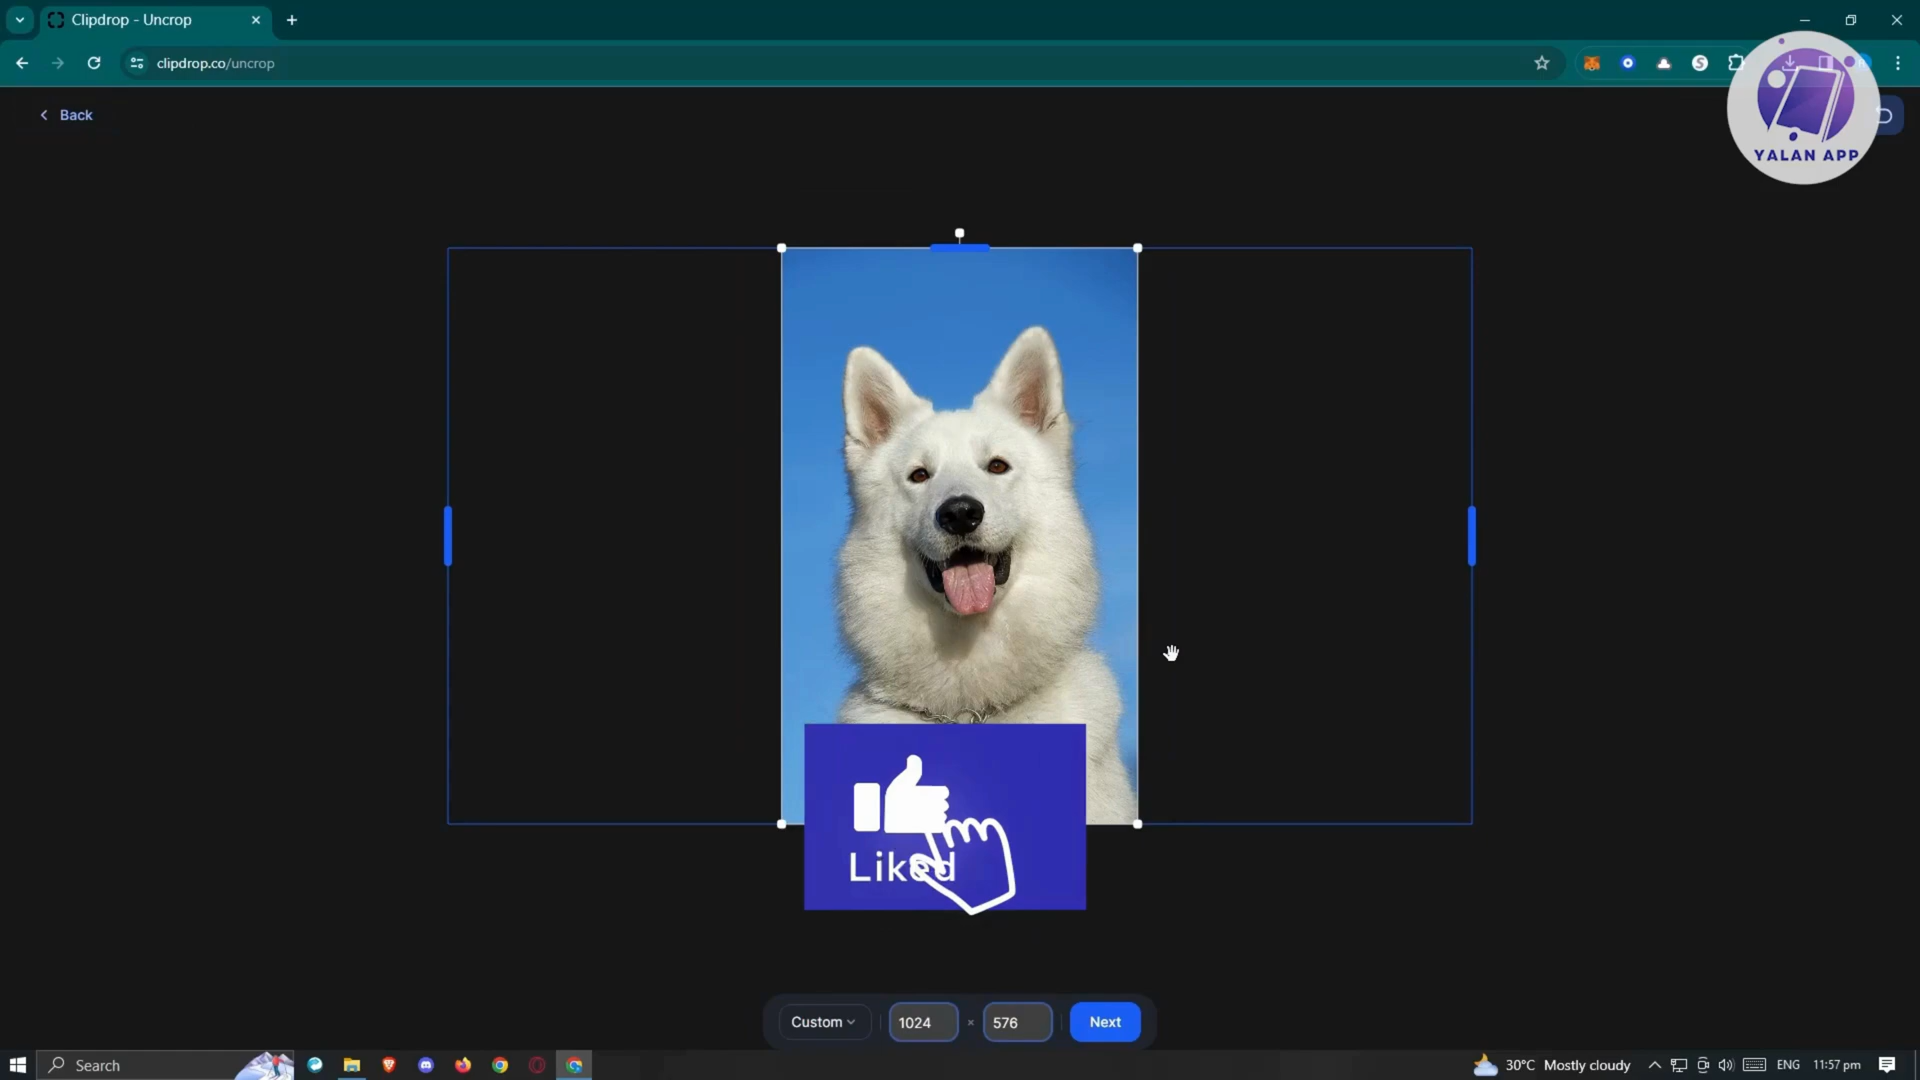 Clipdrop - Uncrop
clipdrop.co/uncrop
Back
YALAN APP
Liked
Custom
1024
×
576
Next
Search
30°C Mostly cloudy
ENG
11:57 pm